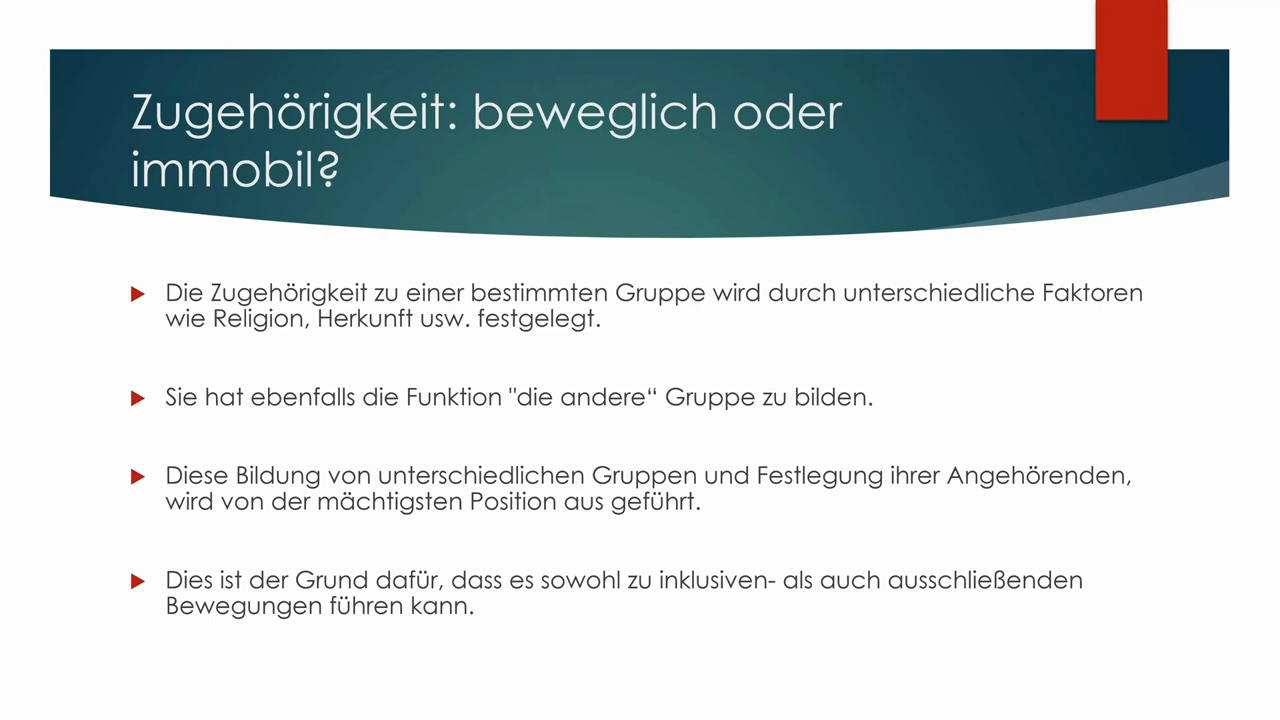 Zugehörigkeit: beweglich oder
immobil?
Die Zugehörigkeit zu einer bestimmten Gruppe wird durch unterschiedliche Faktoren
wie Religion, Herkunft usw. festgelegt.
Sie hat ebenfalls die Funktion "die andere“ Gruppe zu bilden.
Diese Bildung von unterschiedlichen Gruppen und Festlegung ihrer Angehörenden,
wird von der mächtigsten Position aus geführt.
Dies ist der Grund dafür, dass es sowohl zu inklusiven- als auch ausschließenden
Bewegungen führen kann.